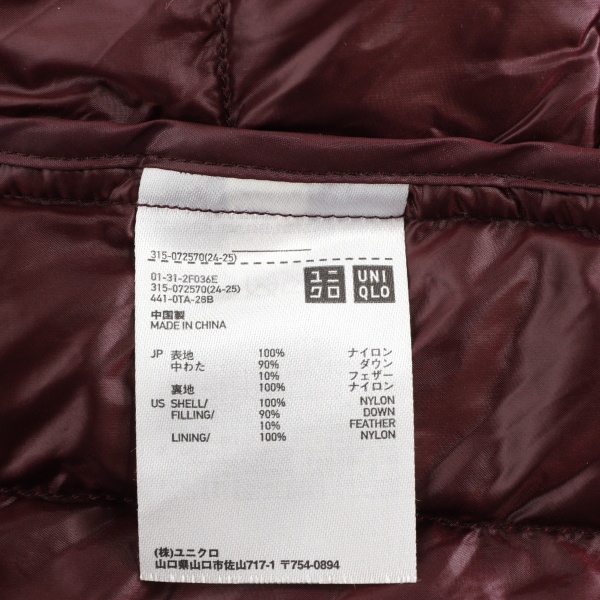 315-072570(24-25)
01-31-2F036E
315-072570(24-25)
441-0TA-28B
ユニ
クロ
UNI
QLO
中国製
MADE IN CHINA
JP 表地 100% ナイロン
中わた 90% ダウン
10% フェザー
裏地 100% ナイロン
US SHELL/ 100% NYLON
FILLING/ 90% DOWN
10% FEATHER
LINING/ 100% NYLON
(株)ユニクロ
山口県山口市佐山717-1 〒754-0894